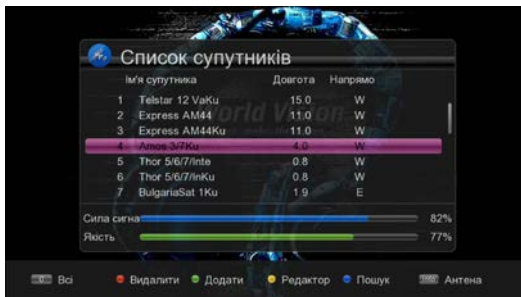 Список супутників
Ім'я супутника Довгота Напрямо
1 Telstar 12 VaKu 15.0 W
2 Express AM44 11.0 W
3 Express AM44Ku 11.0 W
4 Amos 3/7Ku 4.0 W
5 Thor 5/6/7/Inte 0.8 W
6 Thor 5/6/7/InKu 0.8 W
7 BulgariaSat 1Ku 1.9 E
World Vision
Сила сигна 82%
Якість 77%
Всі Видалити Додати Редактор Пошук Антена